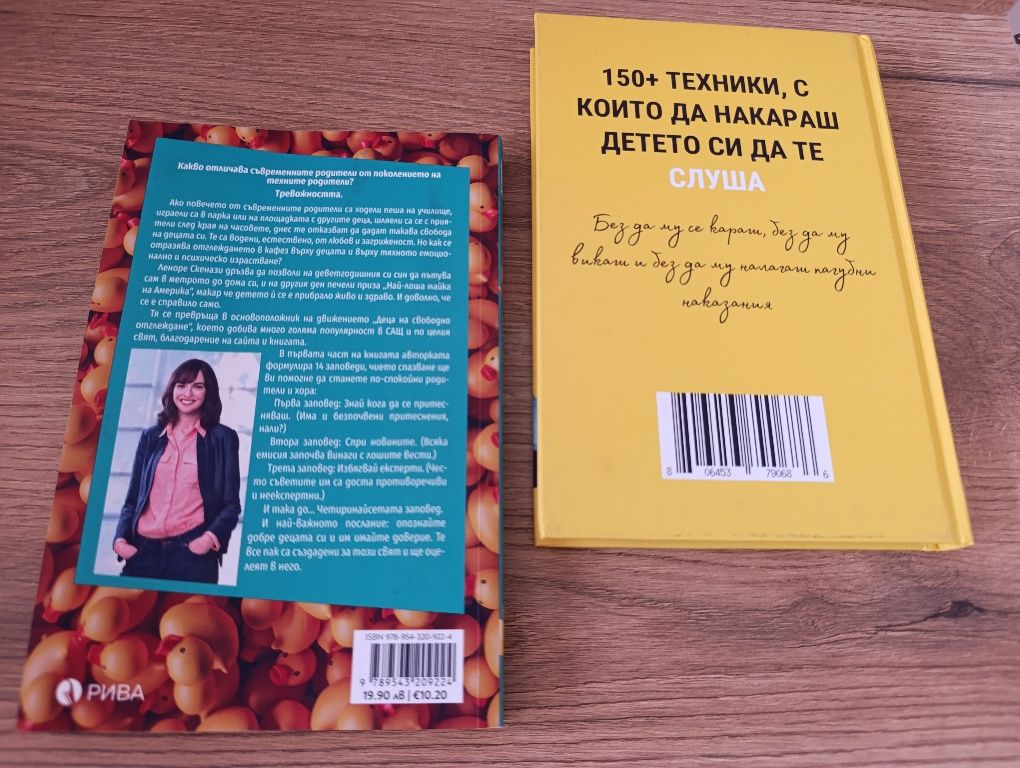 Какво отличава съвременните родители от поколението на
техните родители?
Тревожността.
Ако повечето от съвременните родители са ходели пеша на училище,
играели са в парка или на площадката с другите деца, шляели са се с прия-
тели след края на часовете, днес те отказват да дадат такава свобода
на децата си. Те са водени, естествено, от любов и загриженост. Но как се
отразява отглеждането в кафез върху децата и върху тяхното емоцио-
нално и психическо израстване?
Леноре Скенази дръзва да позволи на деветгодишния си син да пътува
сам в метрото до дома си, и на другия ден печели приза „Най-лоша майка
на Америка", макар че детето ѝ се е прибрало живо и здраво. И доволно, че
се е справило само.
Тя се превръща в основоположник на движението „Деца на свободно
отглеждане", което добива много голяма популярност в САЩ и по целия
свят, благодарение на сайта и книгата.
В първата част на книгата авторката
формулира 14 заповеди, чието спазване ще
ви помогне да станете по-спокойни роди-
тели и хора:
Първа заповед: Знай кога да се притес-
няваш. (Има и безпочвени притеснения,
нали?)
Втора заповед: Спри новините. (Всяка
емисия започва винаги с лошите вести.)
Трета заповед: Избягвай експерти. (Чес-
то съветите им са доста противоречиви
и неекспертни.)
И така до... Четиринайсетата заповед.
И най-важното послание: опознайте
добре децата си и им имайте доверие. Те
все пак са създадени за този свят и ще оце-
леят в него.
ISBN 978-954-320-922-4
9 789543 209224
19.90 лв | €10.20
РИВА
150+ ТЕХНИКИ, С
КОИТО ДА НАКАРАШ
ДЕТЕТО СИ ДА ТЕ
СЛУША
Без да му се караш, без да му
викаш и без да му налагаш пагубни
наказания
8 06453 79068 6